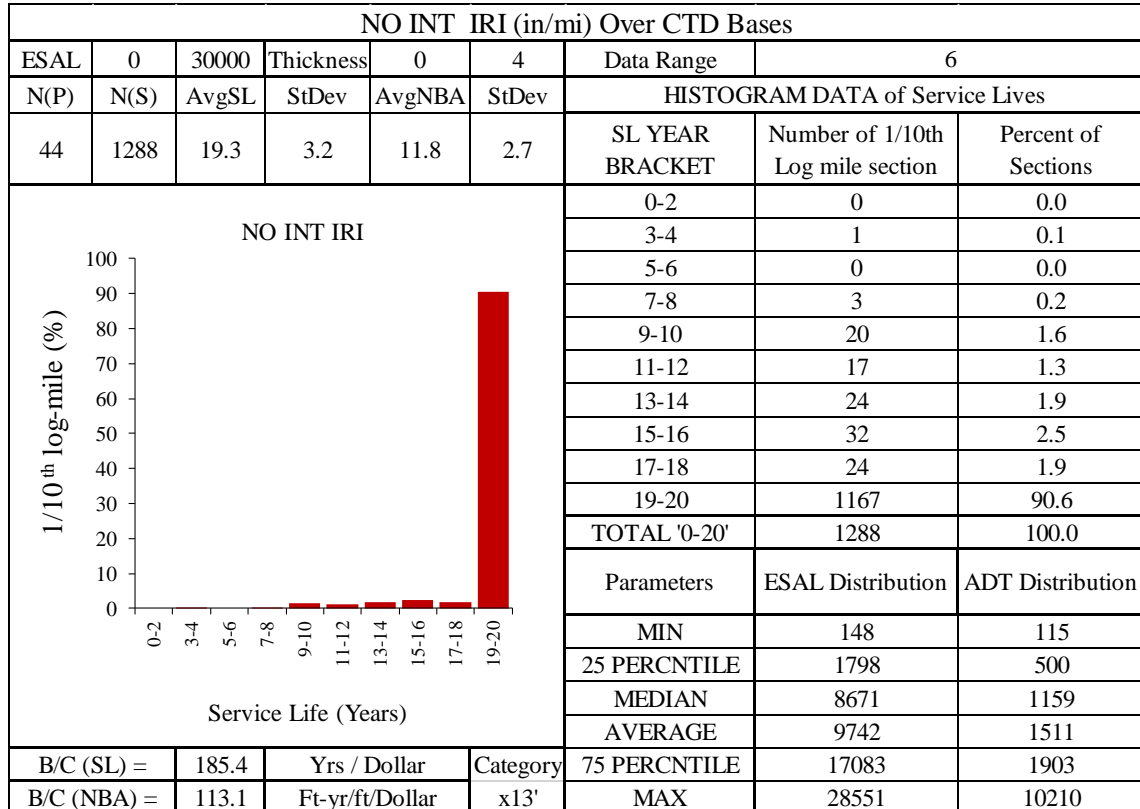 NO INT IRI (in/mi) Over CTD Bases
ESAL 0 30000 Thickness 0 4 Data Range 6
N(P) N(S) AvgSL StDev AvgNBA StDev HISTOGRAM DATA of Service Lives
44 1288 19.3 3.2 11.8 2.7
SL YEAR BRACKET Number of 1/10th Log mile section Percent of Sections
0-2 0 0.0
3-4 1 0.1
5-6 0 0.0
7-8 3 0.2
9-10 20 1.6
11-12 17 1.3
13-14 24 1.9
15-16 32 2.5
17-18 24 1.9
19-20 1167 90.6
TOTAL '0-20' 1288 100.0
Parameters ESAL Distribution ADT Distribution
MIN 148 115
25 PERCNTILE 1798 500
MEDIAN 8671 1159
AVERAGE 9742 1511
75 PERCNTILE 17083 1903
MAX 28551 10210
NO INT IRI
1/10 th log-mile (%)
100
90
80
70
60
50
40
30
20
10
0
0-2 3-4 5-6 7-8 9-10 11-12 13-14 15-16 17-18 19-20
Service Life (Years)
B/C (SL) = 185.4 Yrs / Dollar Category
B/C (NBA) = 113.1 Ft-yr/ft/Dollar x13'